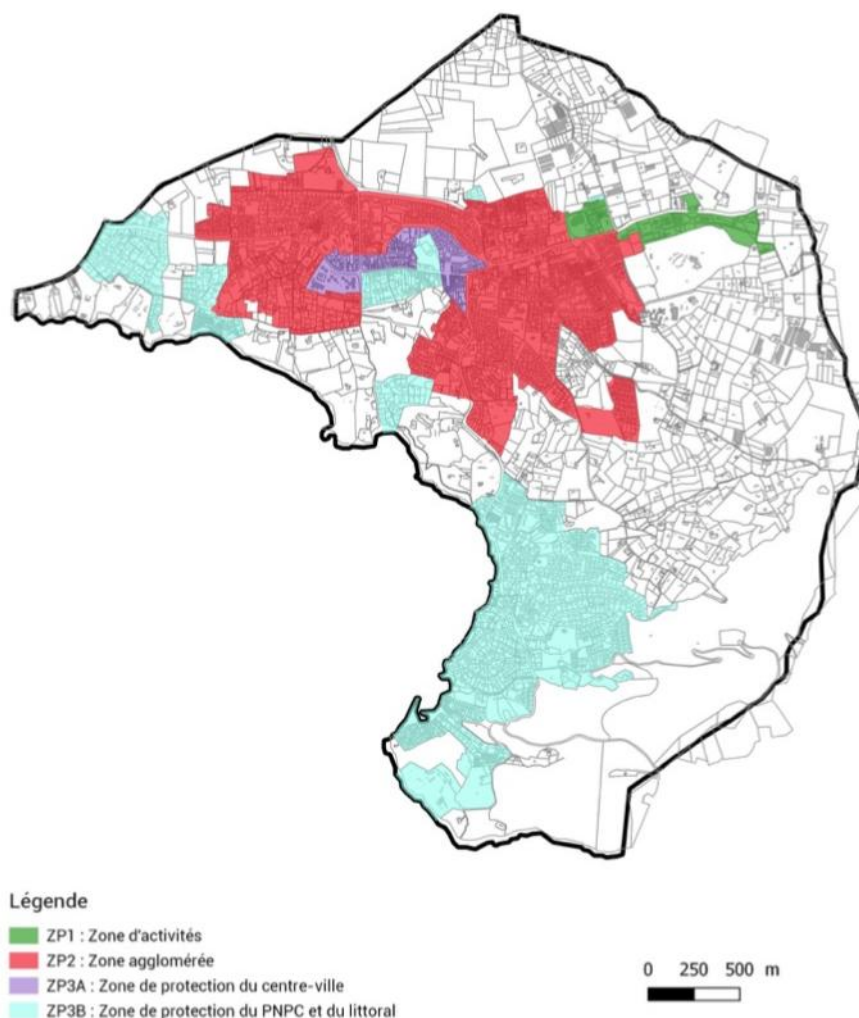 Légende
ZP1 : Zone d'activités
ZP2 : Zone agglomérée
ZP3A : Zone de protection du centre-ville
ZP3B : Zone de protection du PNPC et du littoral
0 250 500 m